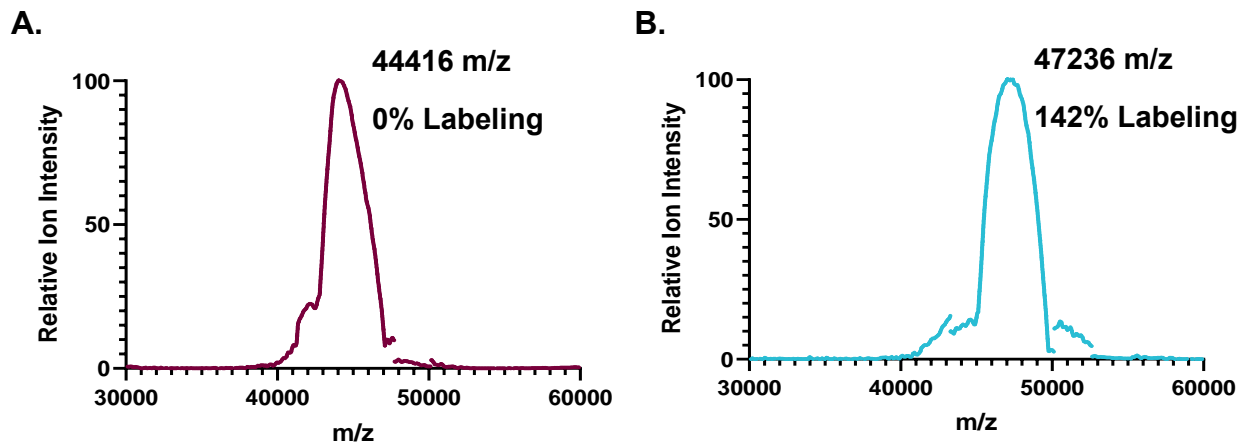 A.
44416 m/z
0% Labeling
Relative Ion Intensity
100
50
0
30000 40000 50000 60000
m/z
B.
47236 m/z
142% Labeling
Relative Ion Intensity
100
50
0
30000 40000 50000 60000
m/z